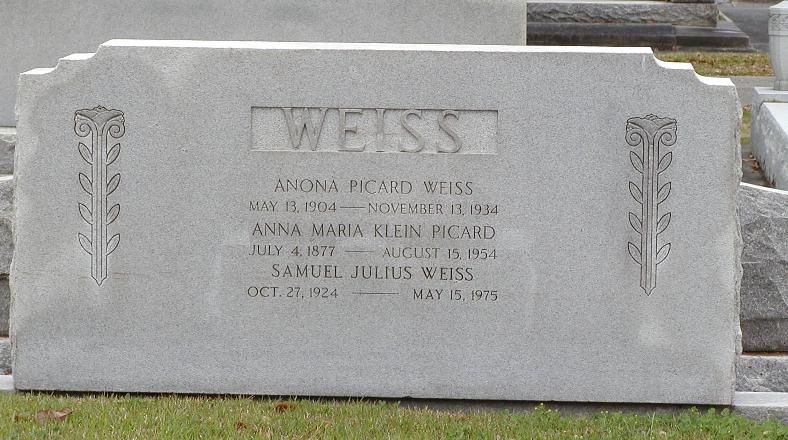 WEISS
ANONA PICARD WEISS
MAY 13, 1904 — NOVEMBER 13, 1934
ANNA MARIA KLEIN PICARD
JULY 4, 1877 — AUGUST 15, 1954
SAMUEL JULIUS WEISS
OCT. 27, 1924 — MAY 15, 1975